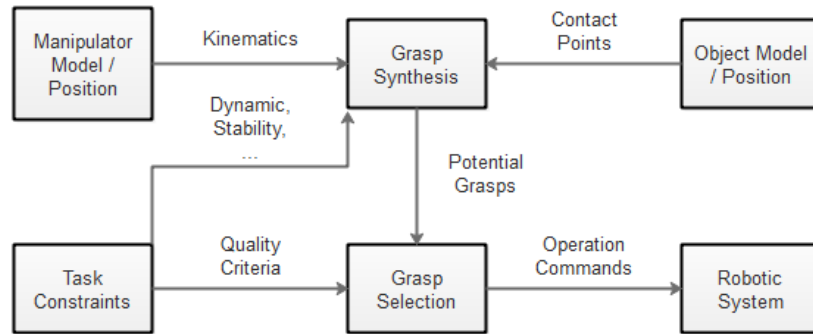 Manipulator
Model /
Position
Kinematics
Grasp
Synthesis
Contact
Points
Object Model
/ Position
Dynamic,
Stability,
...
Potential
Grasps
Task
Constraints
Quality
Criteria
Grasp
Selection
Operation
Commands
Robotic
System